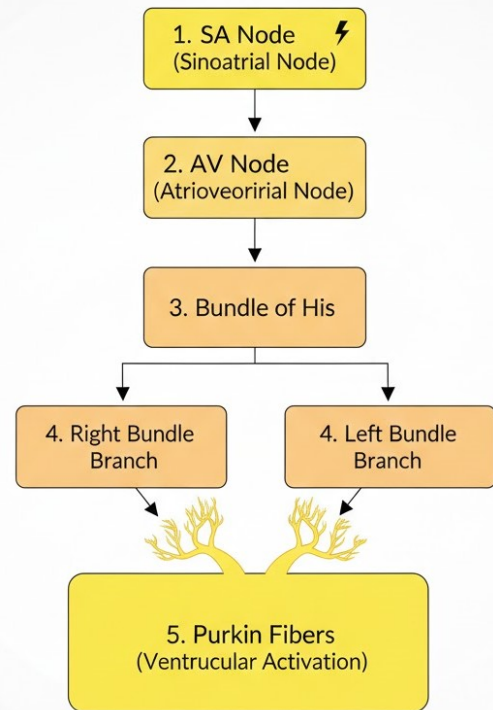 1. SA Node
(Sinoatrial Node)
2. AV Node
(Atrioveoririal Node)
3. Bundle of His
4. Right Bundle
Branch
4. Left Bundle
Branch
5. Purkin Fibers
(Ventrucular Activation)